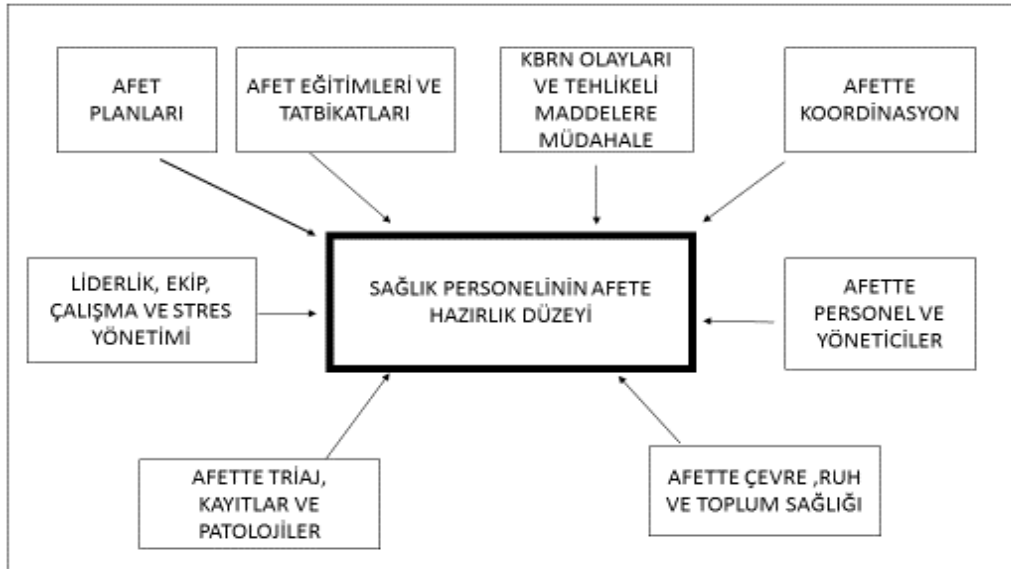 AFET
PLANLARI
AFET EĞİTİMLERİ VE
TATBİKATLARI
KBRN OLAYLARI
VE TEHLİKELİ
MADDELERE
MÜDAHALE
AFETTE
KOORDİNASYON
LİDERLİK, EKİP,
ÇALIŞMA VE STRES
YÖNETİMİ
SAĞLIK PERSONELİNİN AFETE
HAZIRLIK DÜZEYİ
AFETTE
PERSONEL VE
YÖNETİCİLER
AFETTE TRİAJ,
KAYITLAR VE
PATOLOJİLER
AFETTE ÇEVRE ,RUH
VE TOPLUM SAĞLIĞI